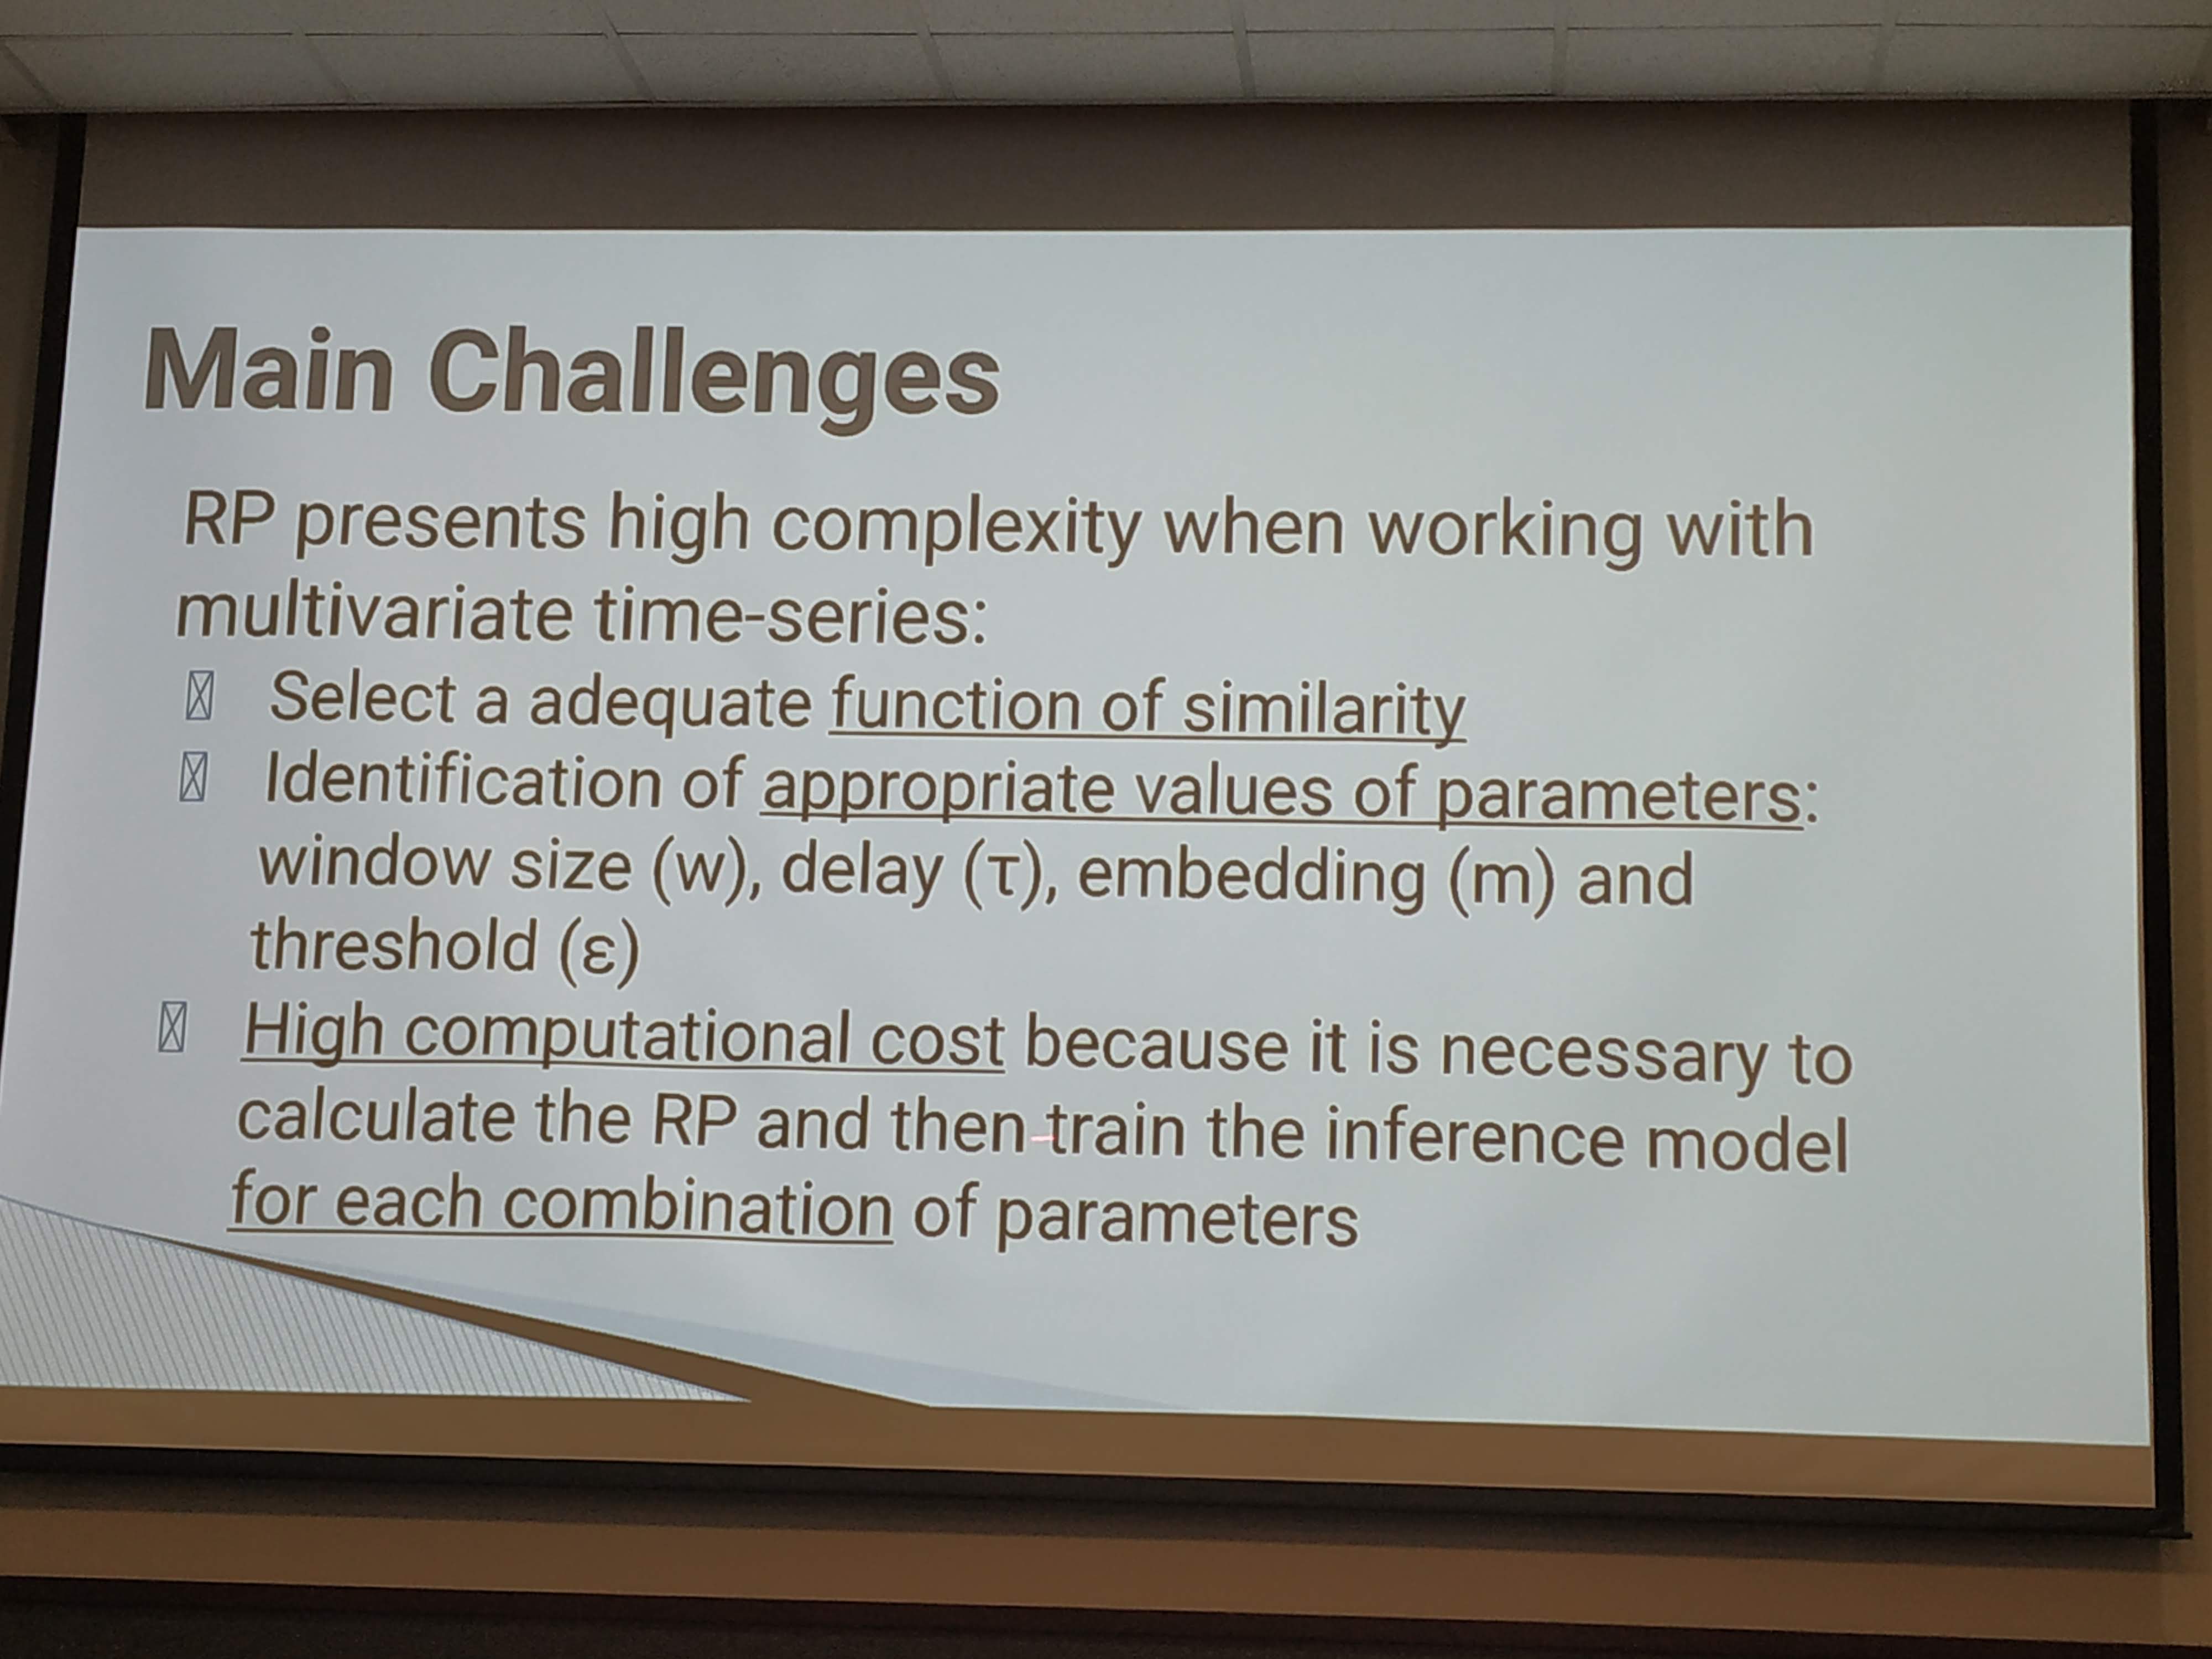 Main Challenges
RP presents high complexity when working with
multivariate time-series:
Select a adequate function of similarity
Identification of appropriate values of parameters:
window size (w), delay (τ), embedding (m) and
threshold (ε)
High computational cost because it is necessary to
calculate the RP and then train the inference model
for each combination of parameters